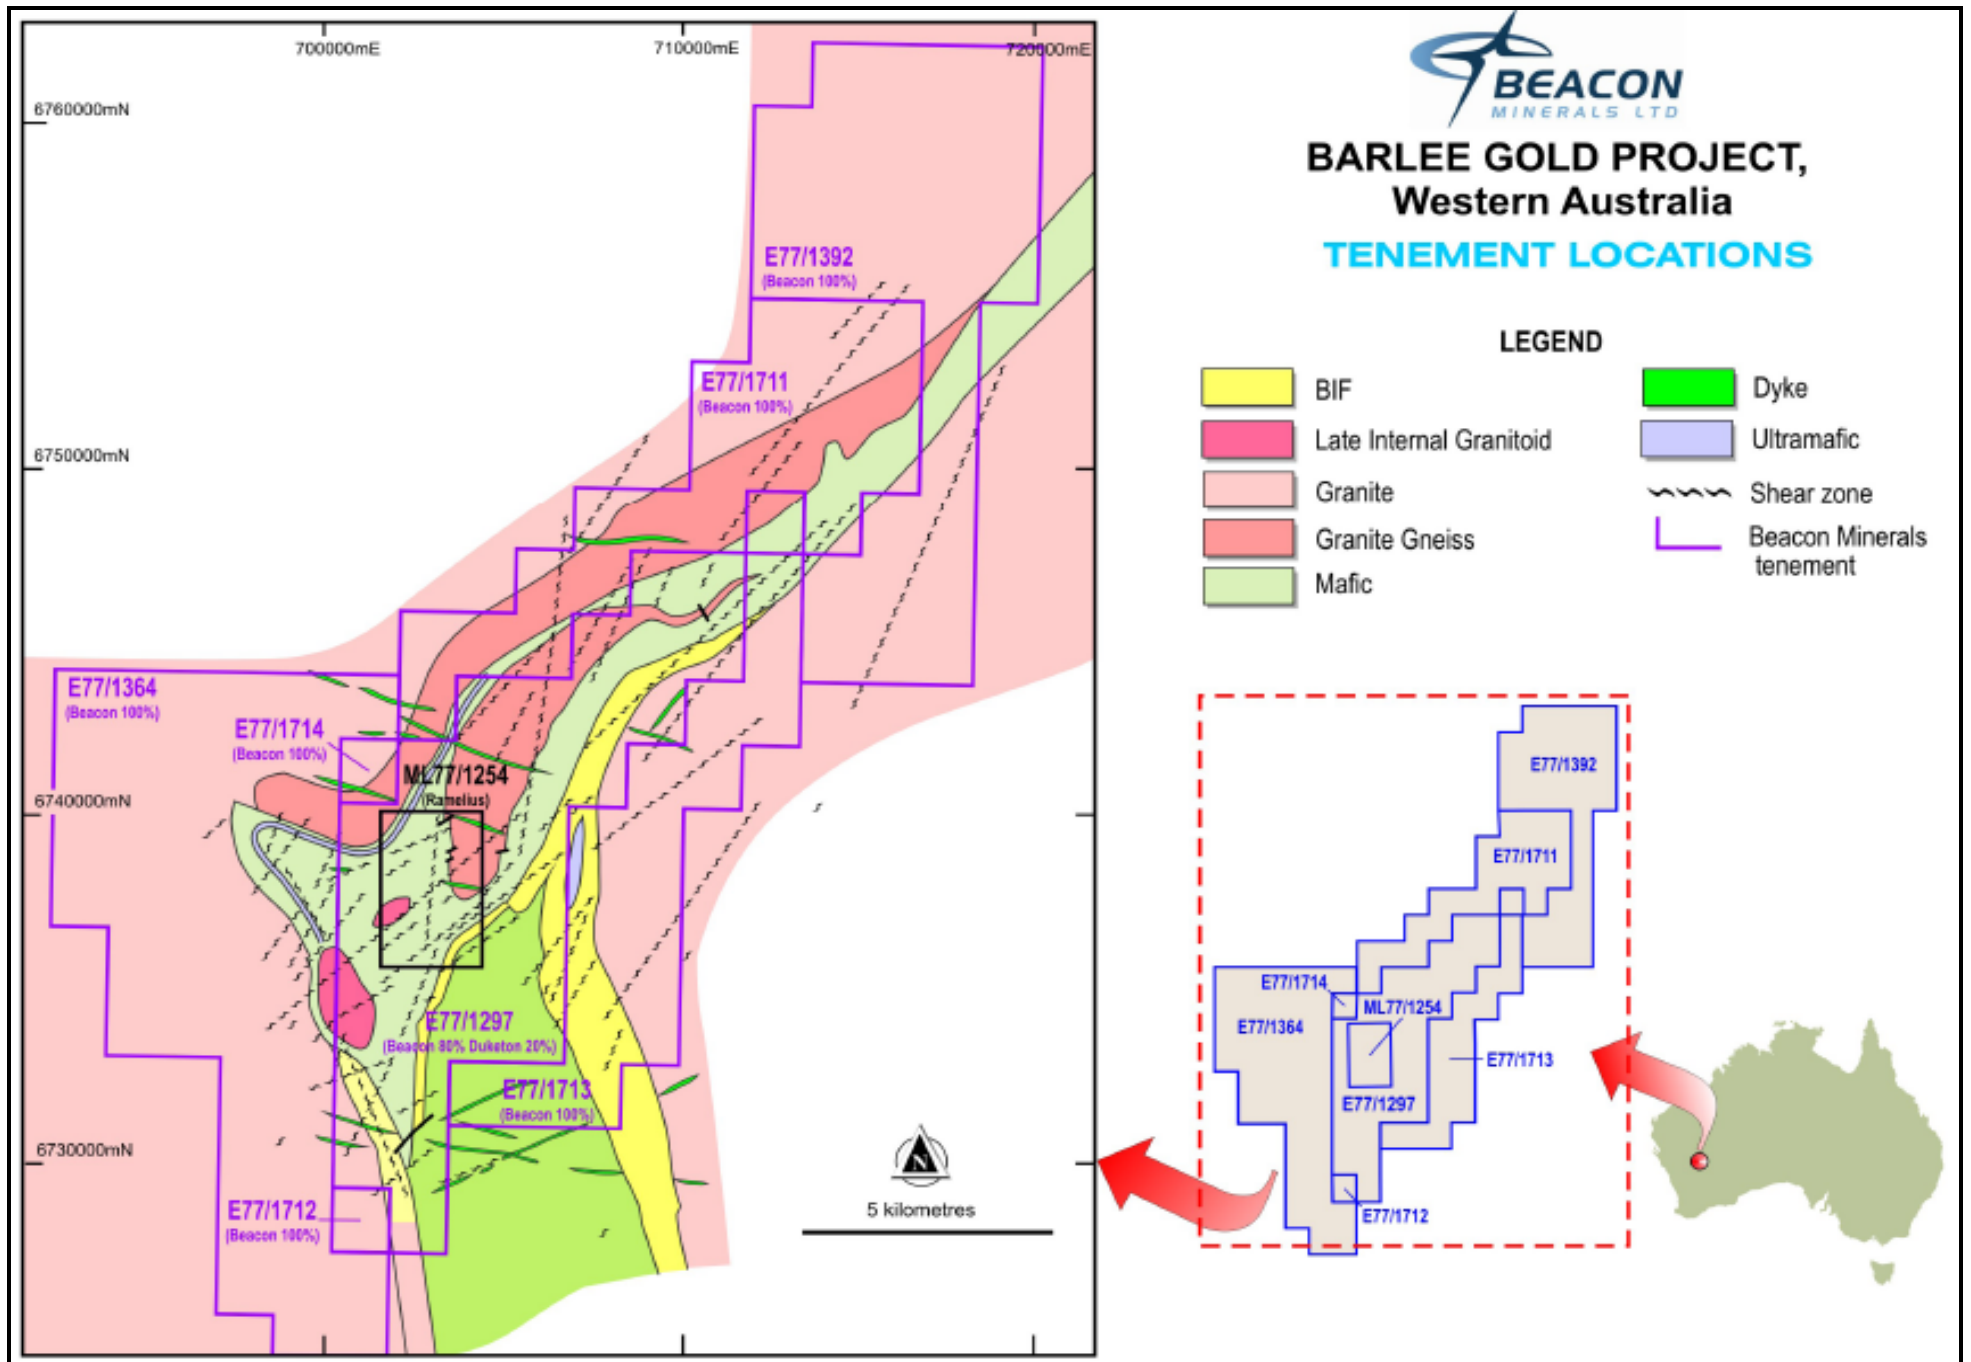 700000mE
710000mE
720000mE
6760000mN
6750000mN
6740000mN
6730000mN
E77/1392
(Beacon 100%)
E77/1711
(Beacon 100%)
E77/1364
(Beacon 100%)
E77/1714
(Beacon 100%)
ML77/1254
(Ramelius)
E77/1297
(Beacon 80% Duketon 20%)
E77/1713
(Beacon 100%)
E77/1712
(Beacon 100%)
N
5 kilometres
BEACON
MINERALS LTD
BARLEE GOLD PROJECT,
Western Australia
TENEMENT LOCATIONS
LEGEND
BIF
Late Internal Granitoid
Granite
Granite Gneiss
Mafic
Dyke
Ultramafic
Shear zone
Beacon Minerals
tenement
E77/1392
E77/1711
E77/1714
ML77/1254
E77/1364
E77/1713
E77/1297
E77/1712